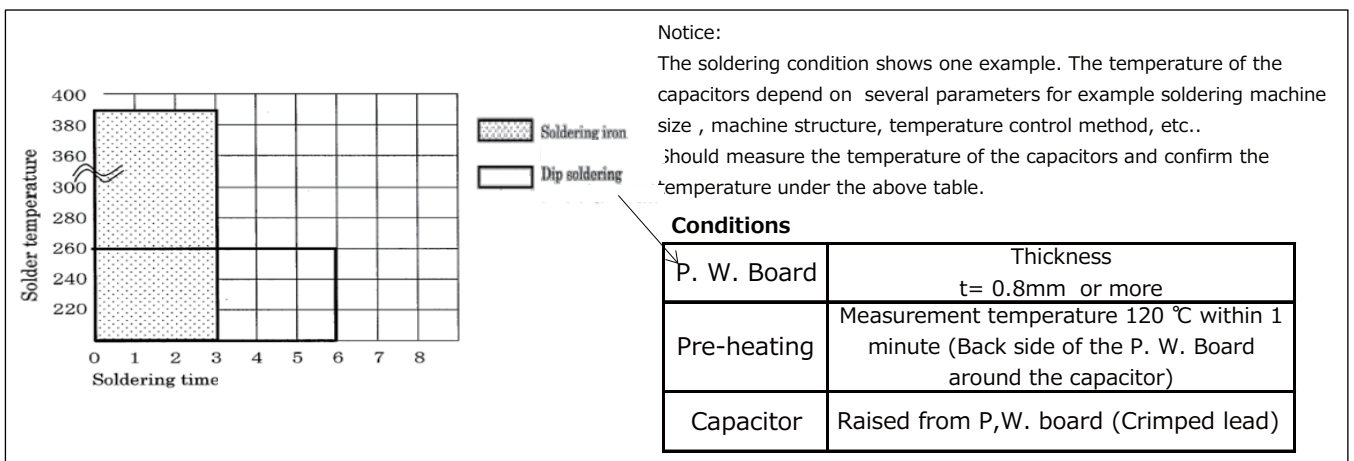 400
380
360
300
280
260
240
220
Solder temperature
0 1 2 3 4 5 6 7 8
Soldering time
Soldering iron
Dip soldering
Notice:
The soldering condition shows one example. The temperature of the
capacitors depend on several parameters for example soldering machine
size , machine structure, temperature control method, etc..
Should measure the temperature of the capacitors and confirm the
temperature under the above table.
Conditions
P. W. Board
Thickness
t= 0.8mm or more
Pre-heating
Measurement temperature 120 ℃ within 1
minute (Back side of the P. W. Board
around the capacitor)
Capacitor
Raised from P,W. board (Crimped lead)